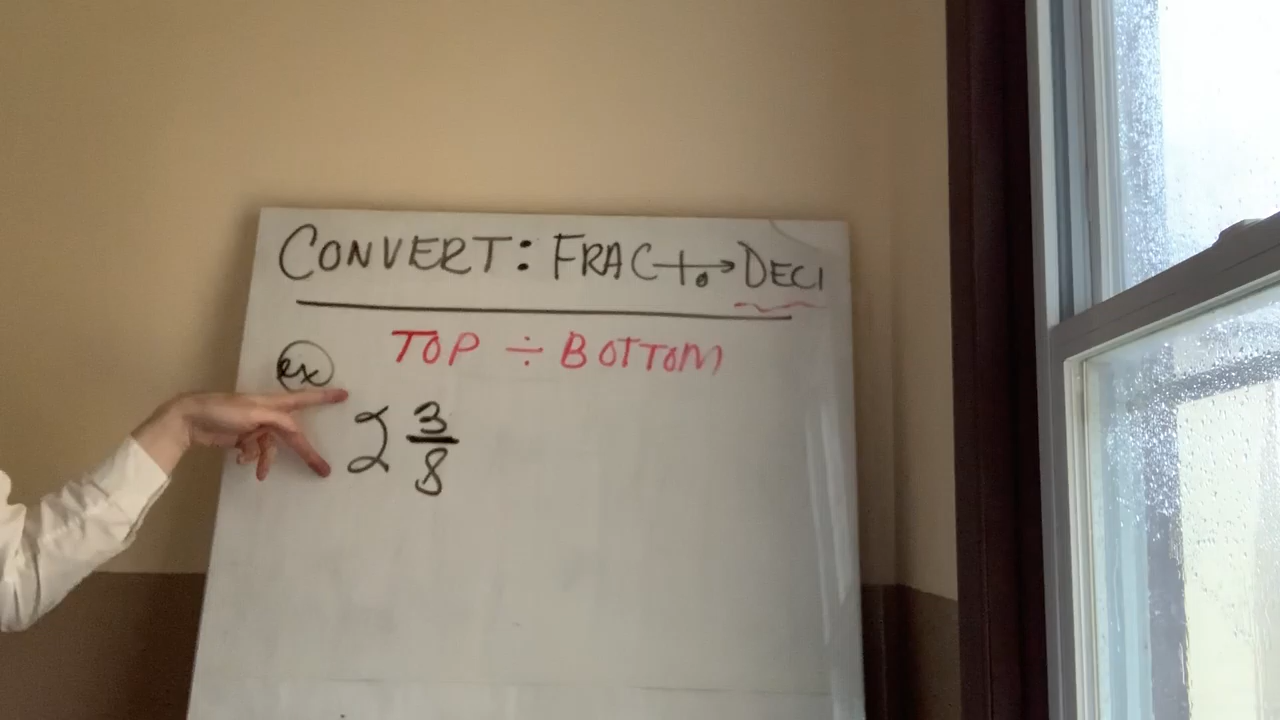 CONVERT: FRAC to → DECI
TOP ÷ BOTTOM
ex
2 3/8